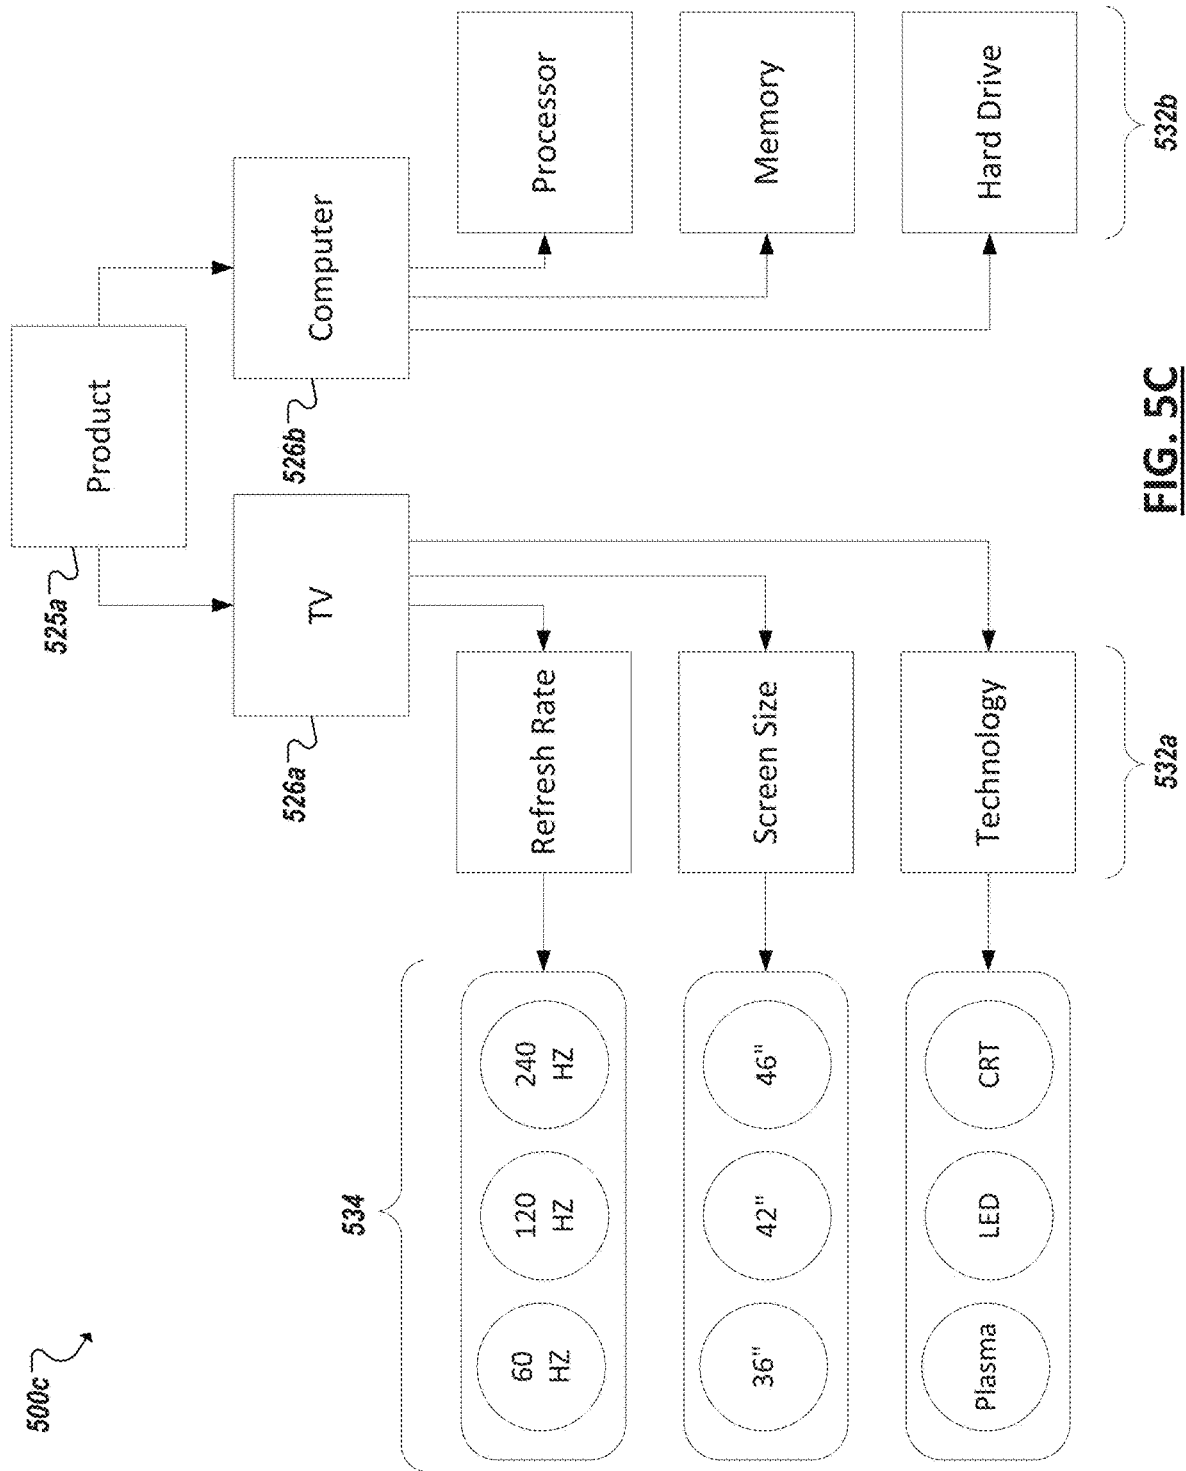 500c
Product
525a
TV
526a
Computer
526b
534
60
HZ
120
HZ
240
HZ
Refresh Rate
Processor
36"
42"
46"
Screen Size
Memory
Plasma
LED
CRT
Technology
Hard Drive
532a
532b
FIG. 5C